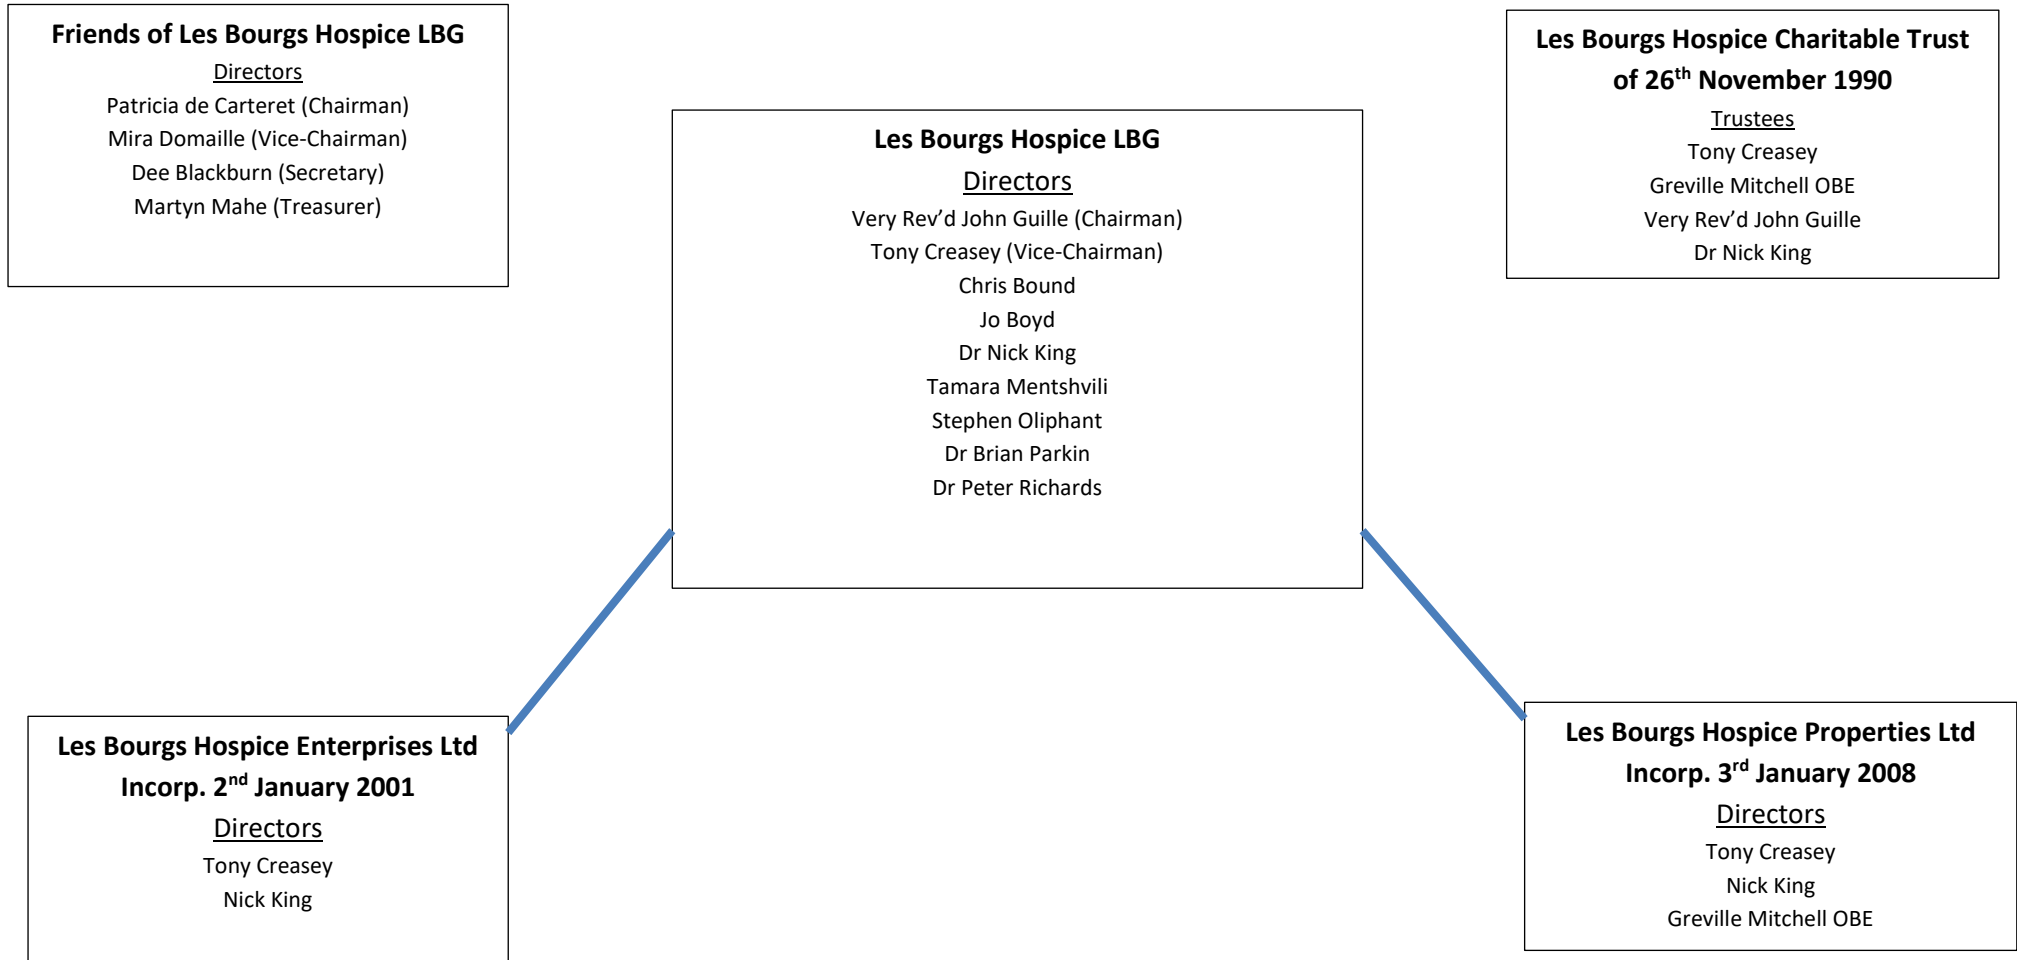 Friends of Les Bourgs Hospice LBG
Directors
Patricia de Carteret (Chairman)
Mira Domaille (Vice-Chairman)
Dee Blackburn (Secretary)
Martyn Mahe (Treasurer)
Les Bourgs Hospice LBG
Directors
Very Rev’d John Guille (Chairman)
Tony Creasey (Vice-Chairman)
Chris Bound
Jo Boyd
Dr Nick King
Tamara Mentshvili
Stephen Oliphant
Dr Brian Parkin
Dr Peter Richards
Les Bourgs Hospice Charitable Trust
of 26th November 1990
Trustees
Tony Creasey
Greville Mitchell OBE
Very Rev’d John Guille
Dr Nick King
Les Bourgs Hospice Enterprises Ltd
Incorp. 2nd January 2001
Directors
Tony Creasey
Nick King
Les Bourgs Hospice Properties Ltd
Incorp. 3rd January 2008
Directors
Tony Creasey
Nick King
Greville Mitchell OBE